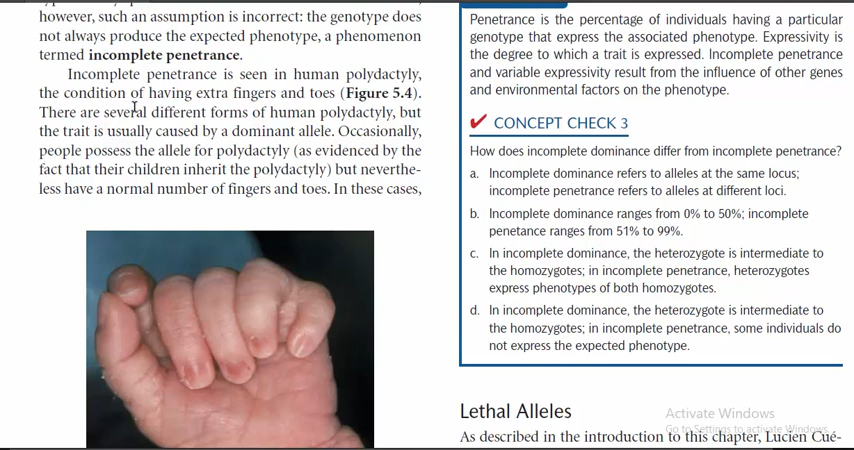 however, such an assumption is incorrect: the genotype does
not always produce the expected phenotype, a phenomenon
termed incomplete penetrance.
Incomplete penetrance is seen in human polydactyly,
the condition of having extra fingers and toes (Figure 5.4).
There are several different forms of human polydactyly, but
the trait is usually caused by a dominant allele. Occasionally,
people possess the allele for polydactyly (as evidenced by the
fact that their children inherit the polydactyly) but neverthe-
less have a normal number of fingers and toes. In these cases,
Penetrance is the percentage of individuals having a particular
genotype that express the associated phenotype. Expressivity is
the degree to which a trait is expressed. Incomplete penetrance
and variable expressivity result from the influence of other genes
and environmental factors on the phenotype.
✔ CONCEPT CHECK 3
How does incomplete dominance differ from incomplete penetrance?
a. Incomplete dominance refers to alleles at the same locus;
incomplete penetrance refers to alleles at different loci.
b. Incomplete dominance ranges from 0% to 50%; incomplete
penetance ranges from 51% to 99%.
c. In incomplete dominance, the heterozygote is intermediate to
the homozygotes; in incomplete penetrance, heterozygotes
express phenotypes of both homozygotes.
d. In incomplete dominance, the heterozygote is intermediate to
the homozygotes; in incomplete penetrance, some individuals do
not express the expected phenotype.
Lethal Alleles
As described in the introduction to this chapter, Lucien Cué-
Activate Windows
Go to Settings to activate Windows.